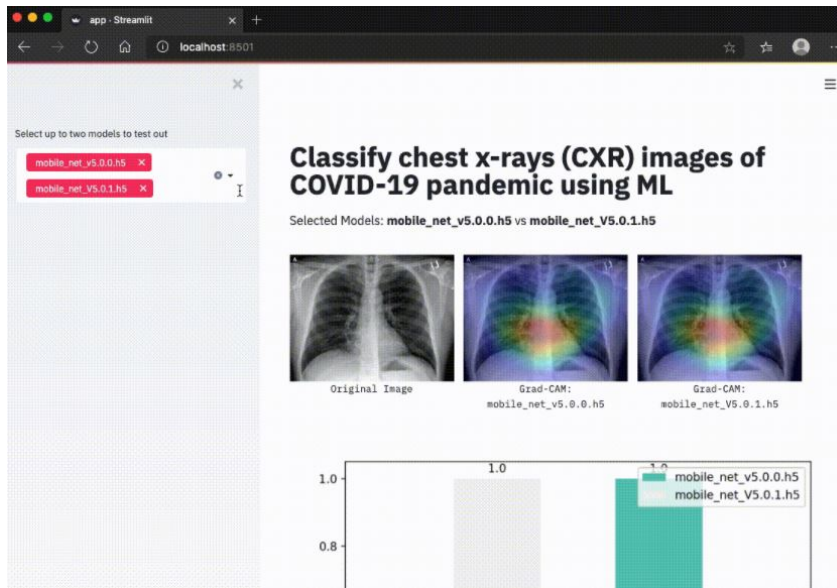 app · Streamlit
localhost:8501
Select up to two models to test out
mobile_net_v5.0.0.h5
mobile_net_V5.0.1.h5
Classify chest x-rays (CXR) images of
COVID-19 pandemic using ML
Selected Models: mobile_net_v5.0.0.h5 vs mobile_net_V5.0.1.h5
Original Image
Grad-CAM:
mobile_net_v5.0.0.h5
Grad-CAM:
mobile_net_V5.0.1.h5
1.0
1.0
mobile_net_v5.0.0.h5
mobile_net_V5.0.1.h5
1.0
0.8